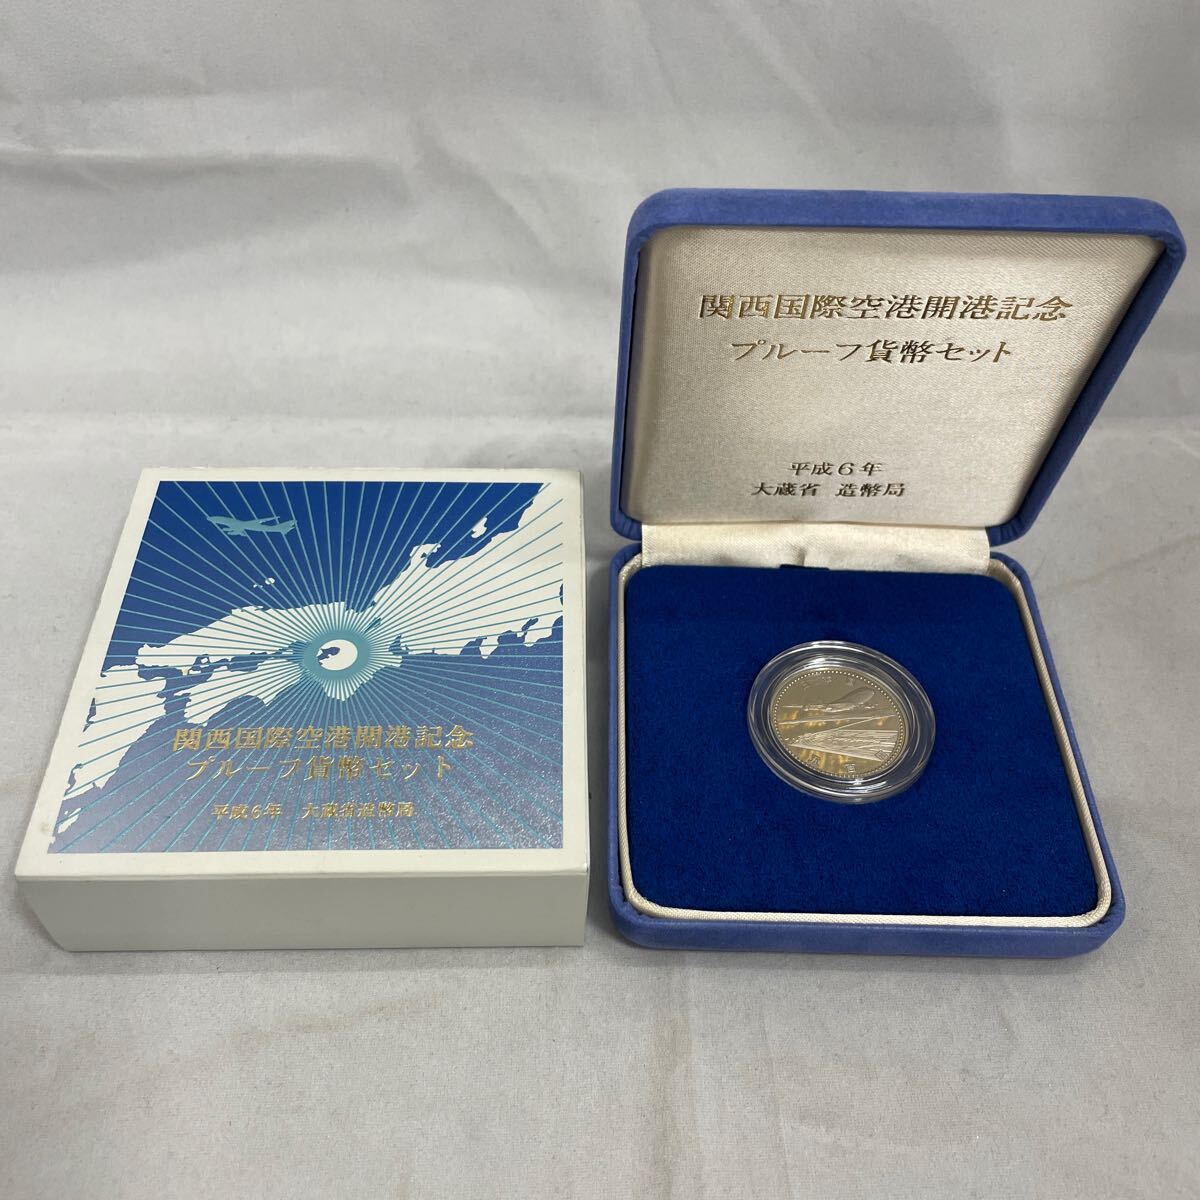 関西国際空港開港記念
プルーフ貨幣セット
平成6年 大蔵省造幣局
関西国際空港開港記念
プルーフ貨幣セット
平成6年
大蔵省 造幣局